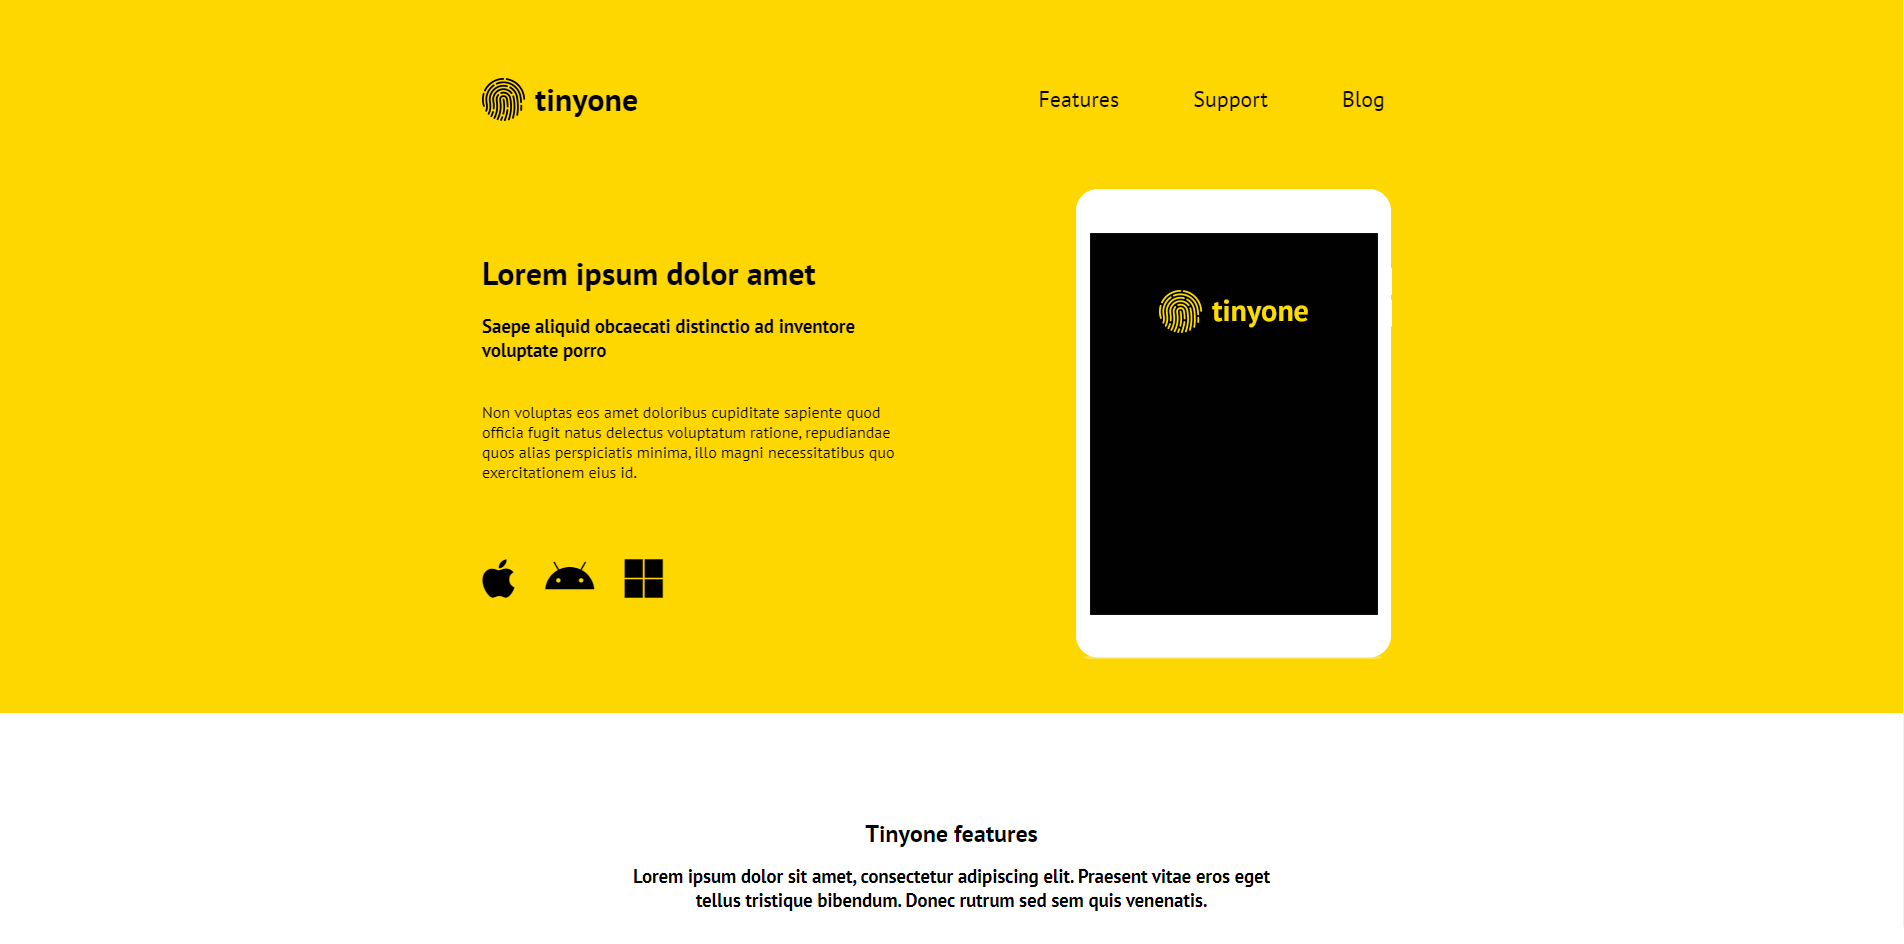 tinyone
Features
Support
Blog
Lorem ipsum dolor amet
Saepe aliquid obcaecati distinctio ad inventore
voluptate porro
Non voluptas eos amet doloribus cupiditate sapiente quod
officia fugit natus delectus voluptatum ratione, repudiandae
quos alias perspiciatis minima, illo magni necessitatibus quo
exercitationem eius id.
tinyone
Tinyone features
Lorem ipsum dolor sit amet, consectetur adipiscing elit. Praesent vitae eros eget
tellus tristique bibendum. Donec rutrum sed sem quis venenatis.